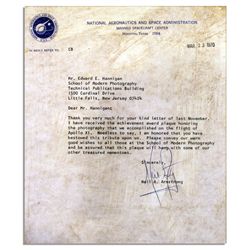 NATIONAL AERONAUTICS AND SPACE ADMINISTRATION
MANNED SPACECRAFT CENTER
HOUSTON, TEXAS 77058
IN REPLY REFER TO: CB
MAR 23 1970
Mr. Edward E. Hannigan
School of Modern Photography
Technical Publications Building
1500 Cardinal Drive
Little Falls, New Jersey 07424
Dear Mr. Hannigan:
Thank you very much for your kind letter of last November.
I have received the achievement award plaque honoring
the photography that we accomplished on the flight of
Apollo XI. Needless to say, I am honored that you have
bestowed this tribute upon us. Please convey our warm
good wishes to all those at the School of Modern Photography
and be assured that this plaque will hang with some of our
other treasured mementoes.
Sincerely,
Neil A. Armstrong